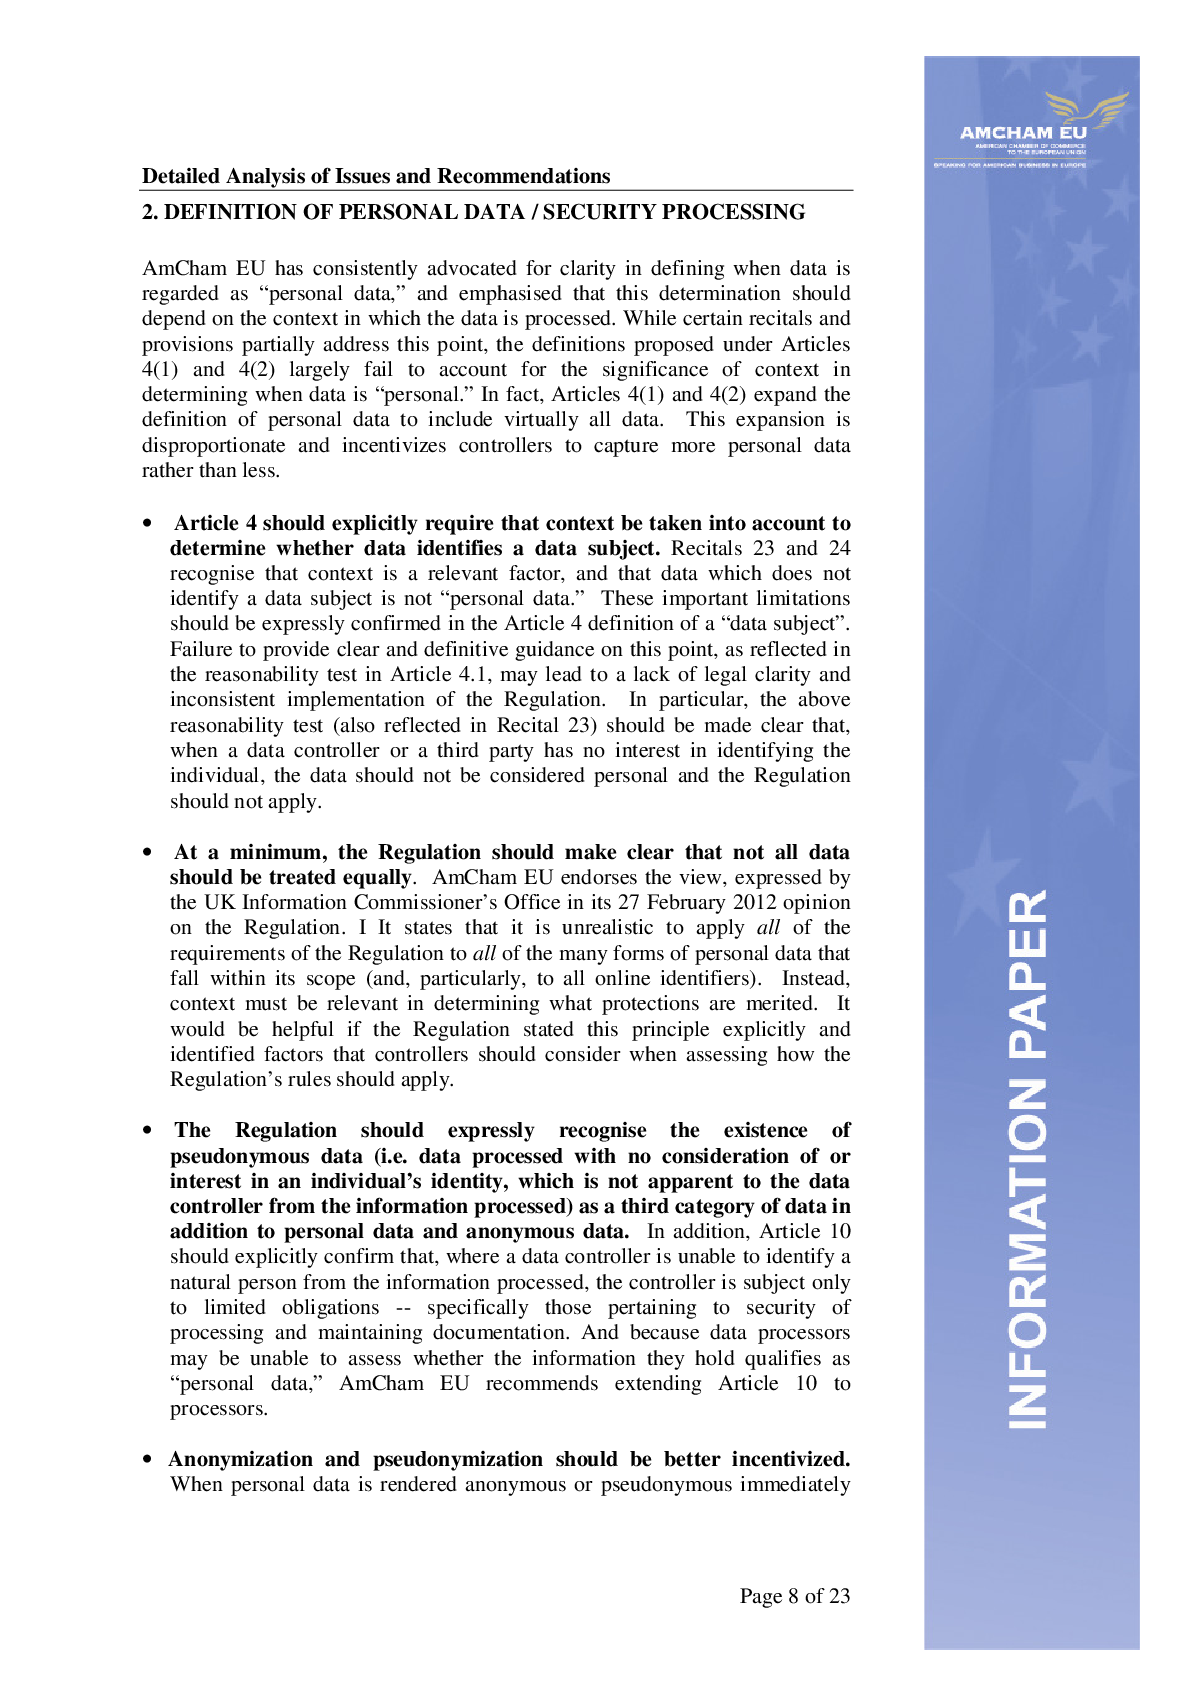 AMCHAM EU
AMERICAN CHAMBER OF COMMERCE
TO THE EUROPEAN UNION
SPEAKING FOR AMERICAN BUSINESS IN EUROPE
Detailed Analysis of Issues and Recommendations
2. DEFINITION OF PERSONAL DATA / SECURITY PROCESSING
AmCham EU has consistently advocated for clarity in defining when data is
regarded as “personal data,” and emphasised that this determination should
depend on the context in which the data is processed. While certain recitals and
provisions partially address this point, the definitions proposed under Articles
4(1) and 4(2) largely fail to account for the significance of context in
determining when data is “personal.” In fact, Articles 4(1) and 4(2) expand the
definition of personal data to include virtually all data. This expansion is
disproportionate and incentivizes controllers to capture more personal data
rather than less.
• Article 4 should explicitly require that context be taken into account to
determine whether data identifies a data subject. Recitals 23 and 24
recognise that context is a relevant factor, and that data which does not
identify a data subject is not “personal data.” These important limitations
should be expressly confirmed in the Article 4 definition of a “data subject”.
Failure to provide clear and definitive guidance on this point, as reflected in
the reasonability test in Article 4.1, may lead to a lack of legal clarity and
inconsistent implementation of the Regulation. In particular, the above
reasonability test (also reflected in Recital 23) should be made clear that,
when a data controller or a third party has no interest in identifying the
individual, the data should not be considered personal and the Regulation
should not apply.
• At a minimum, the Regulation should make clear that not all data
should be treated equally. AmCham EU endorses the view, expressed by
the UK Information Commissioner’s Office in its 27 February 2012 opinion
on the Regulation. I It states that it is unrealistic to apply all of the
requirements of the Regulation to all of the many forms of personal data that
fall within its scope (and, particularly, to all online identifiers). Instead,
context must be relevant in determining what protections are merited. It
would be helpful if the Regulation stated this principle explicitly and
identified factors that controllers should consider when assessing how the
Regulation’s rules should apply.
• The Regulation should expressly recognise the existence of
pseudonymous data (i.e. data processed with no consideration of or
interest in an individual’s identity, which is not apparent to the data
controller from the information processed) as a third category of data in
addition to personal data and anonymous data. In addition, Article 10
should explicitly confirm that, where a data controller is unable to identify a
natural person from the information processed, the controller is subject only
to limited obligations -- specifically those pertaining to security of
processing and maintaining documentation. And because data processors
may be unable to assess whether the information they hold qualifies as
“personal data,” AmCham EU recommends extending Article 10 to
processors.
• Anonymization and pseudonymization should be better incentivized.
When personal data is rendered anonymous or pseudonymous immediately
Page 8 of 23
INFORMATION PAPER